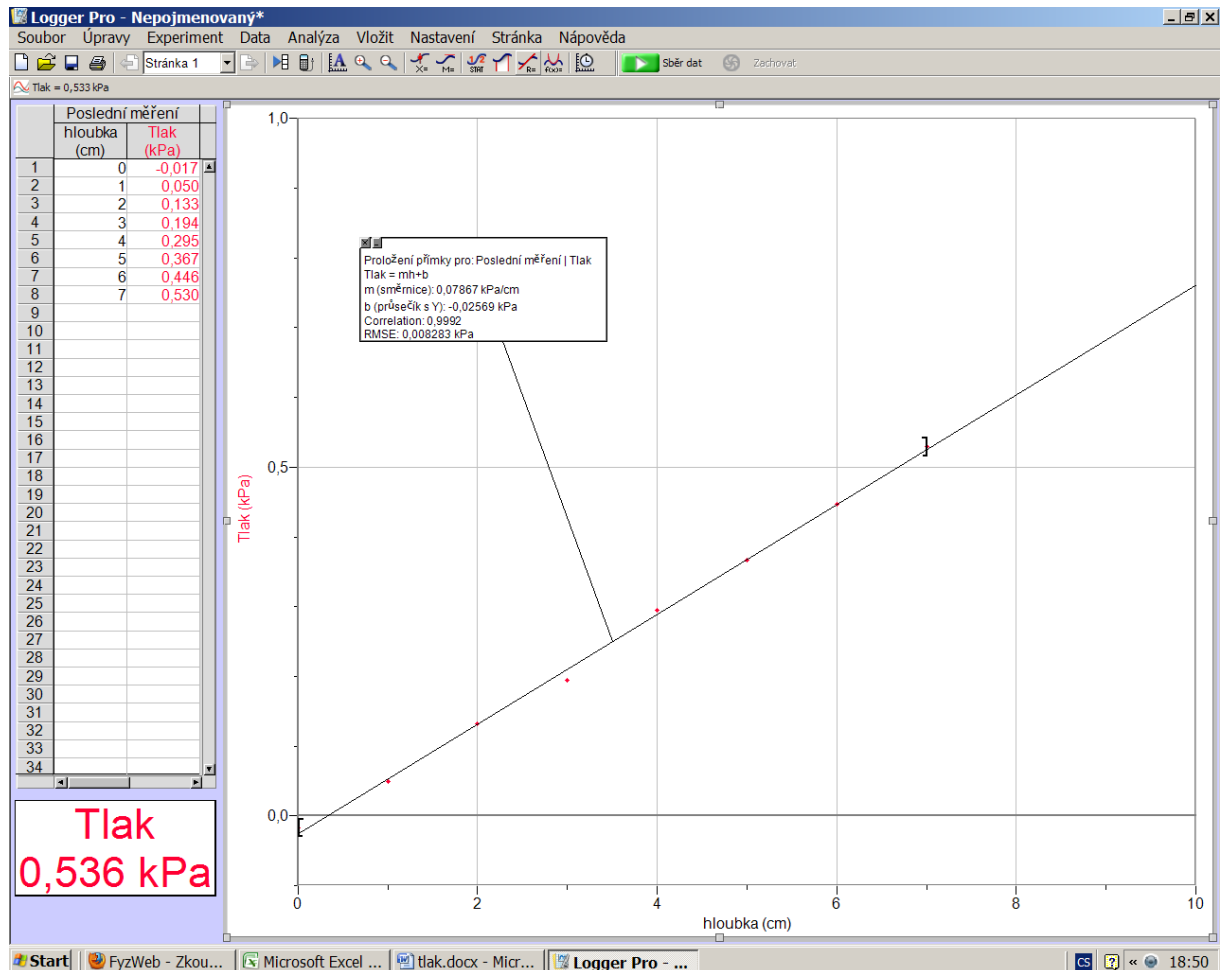 Logger Pro - Nepojmenovaný*
Soubor Úpravy Experiment Data Analýza Vložit Nastavení Stránka Nápověda
Stránka 1
X=
M=
STAT
R=
f(x)=
Sběr dat
Zachovat
Tlak = 0,533 kPa
Poslední měření
hloubka Tlak
(cm) (kPa)
1 0 -0,017
2 1 0,050
3 2 0,133
4 3 0,194
5 4 0,295
6 5 0,367
7 6 0,446
8 7 0,530
9
10
11
12
13
14
15
16
17
18
19
20
21
22
23
24
25
26
27
28
29
30
31
32
33
34
Tlak
0,536 kPa
1,0
0,5
0,0
Tlak (kPa)
Proložení přímky pro: Poslední měření | Tlak
Tlak = mh+b
m (směrnice): 0,07867 kPa/cm
b (průsečík s Y): -0,02569 kPa
Correlation: 0,9992
RMSE: 0,008283 kPa
0 2 4 6 8 10
hloubka (cm)
Start FyzWeb - Zkou... Microsoft Excel ... tlak.docx - Micr... Logger Pro - ... CS ? « 18:50